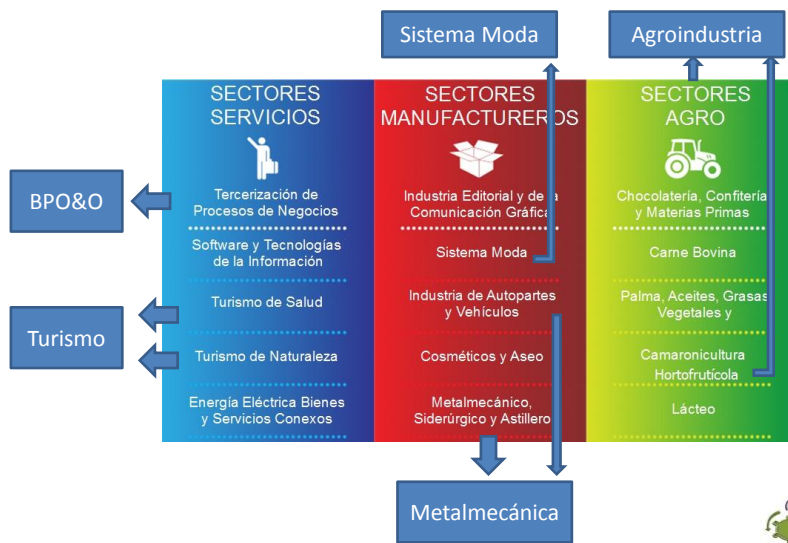 Sistema Moda
Agroindustria
SECTORES
SERVICIOS
Tercerización de
Procesos de Negocios
Software y Tecnologías
de la Información
Turismo de Salud
Turismo de Naturaleza
Energía Eléctrica Bienes
y Servicios Conexos
SECTORES
MANUFACTUREROS
Industria Editorial y de la
Comunicación Gráfica
Sistema Moda
Industria de Autopartes
y Vehículos
Cosméticos y Aseo
Metalmecánico,
Siderúrgico y Astillero
SECTORES
AGRO
Chocolatería, Confitería
y Materias Primas
Carne Bovina
Palma, Aceites, Grasas
Vegetales y
Camaronicultura
Hortofrutícola
Lácteo
BPO&O
Turismo
Metalmecánica